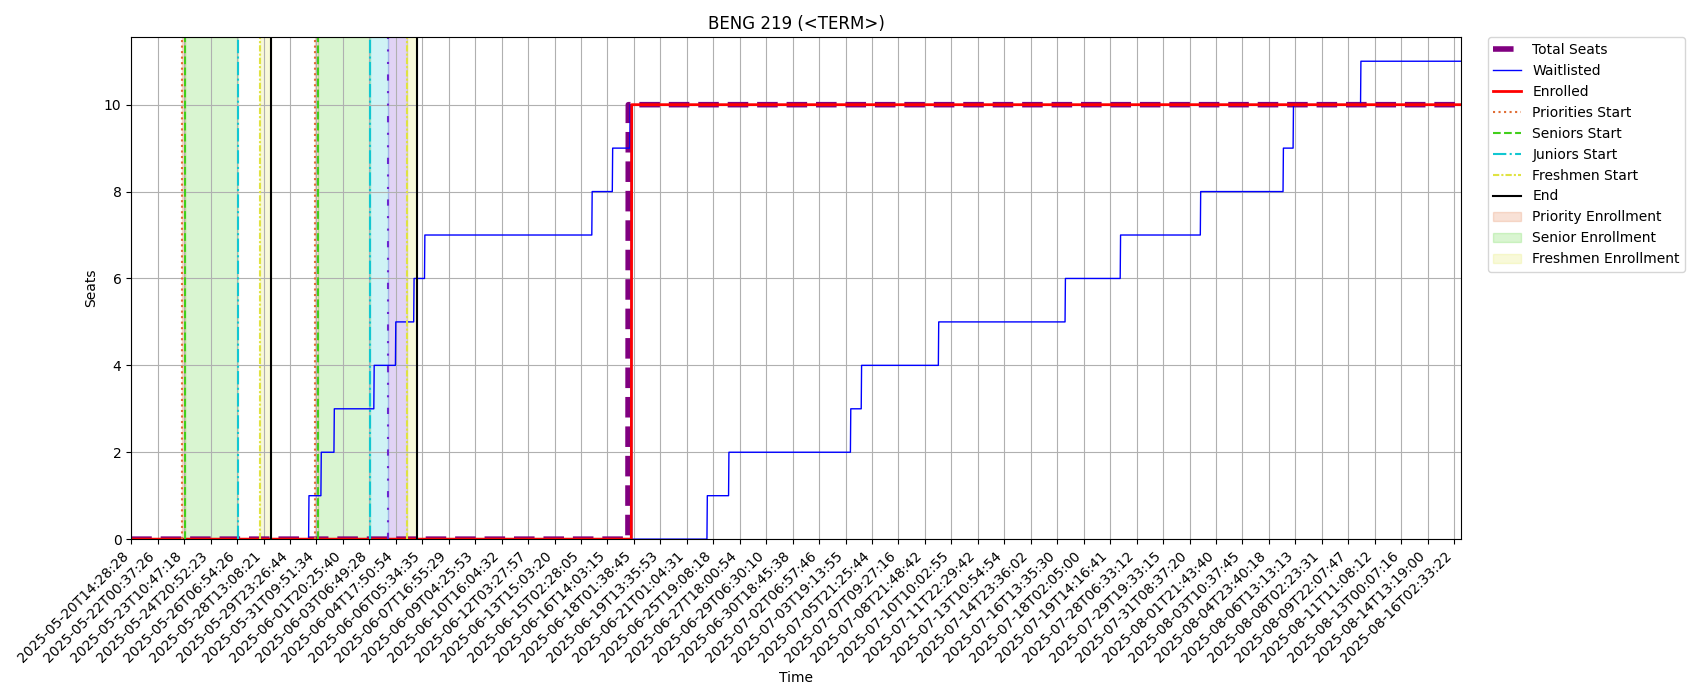 BENG 219 (<TERM>)
Total Seats
Waitlisted
Enrolled
Priorities Start
Seniors Start
Juniors Start
Freshmen Start
End
Priority Enrollment
Senior Enrollment
Freshmen Enrollment
Seats
10
8
6
4
2
0
2025-05-20T14:28:28
2025-05-22T00:37:26
2025-05-23T10:47:18
2025-05-24T20:52:23
2025-05-26T06:54:26
2025-05-28T13:08:21
2025-05-29T23:26:44
2025-05-31T09:51:34
2025-06-01T20:25:40
2025-06-03T06:49:28
2025-06-04T17:50:54
2025-06-06T05:34:35
2025-06-07T16:55:29
2025-06-09T04:25:53
2025-06-10T16:04:32
2025-06-12T03:27:57
2025-06-13T15:03:20
2025-06-15T02:28:05
2025-06-16T14:03:15
2025-06-18T01:38:45
2025-06-19T13:35:53
2025-06-21T01:04:31
2025-06-25T19:08:18
2025-06-27T18:00:54
2025-06-29T06:30:10
2025-06-30T18:45:38
2025-07-02T06:57:46
2025-07-03T19:13:55
2025-07-05T21:25:44
2025-07-07T09:27:16
2025-07-08T21:48:42
2025-07-10T10:02:55
2025-07-11T22:29:42
2025-07-13T10:54:54
2025-07-14T23:36:02
2025-07-16T13:35:30
2025-07-18T02:05:00
2025-07-19T14:16:41
2025-07-28T06:33:12
2025-07-29T19:33:15
2025-07-31T08:37:20
2025-08-01T21:43:40
2025-08-03T10:37:45
2025-08-04T23:40:18
2025-08-06T13:13:13
2025-08-08T02:23:31
2025-08-09T22:07:47
2025-08-11T11:08:12
2025-08-13T00:07:16
2025-08-14T13:19:00
2025-08-16T02:33:22
Time